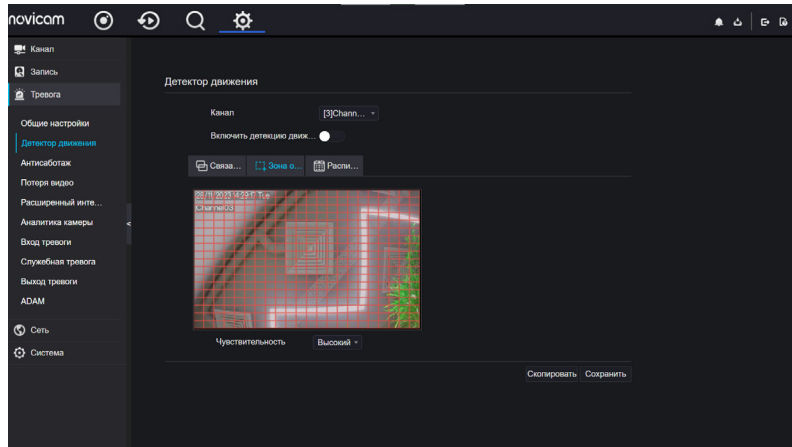 novicam
Канал
Запись
Тревога
Общие настройки
Детектор движения
Антисаботаж
Потеря видео
Расширенный инте...
Аналитика камеры
Вход тревоги
Служебная тревога
Выход тревоги
ADAM
Сеть
Система
Детектор движения
Канал [3]Chann...
Включить детекцию движ...
Связа... Зона о... Распи...
Channel03
Чувствительность Высокий
Скопировать Сохранить